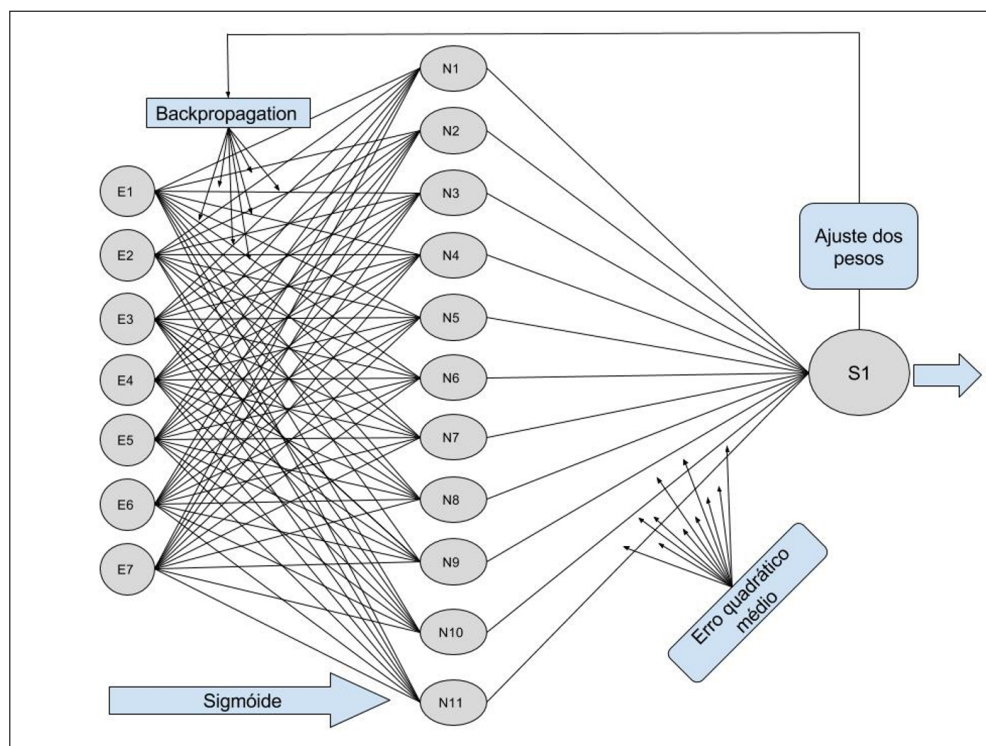 Backpropagation
E1
E2
E3
E4
E5
E6
E7
N1
N2
N3
N4
N5
N6
N7
N8
N9
N10
N11
Ajuste dos
pesos
S1
Erro quadrático
médio
Sigmóide